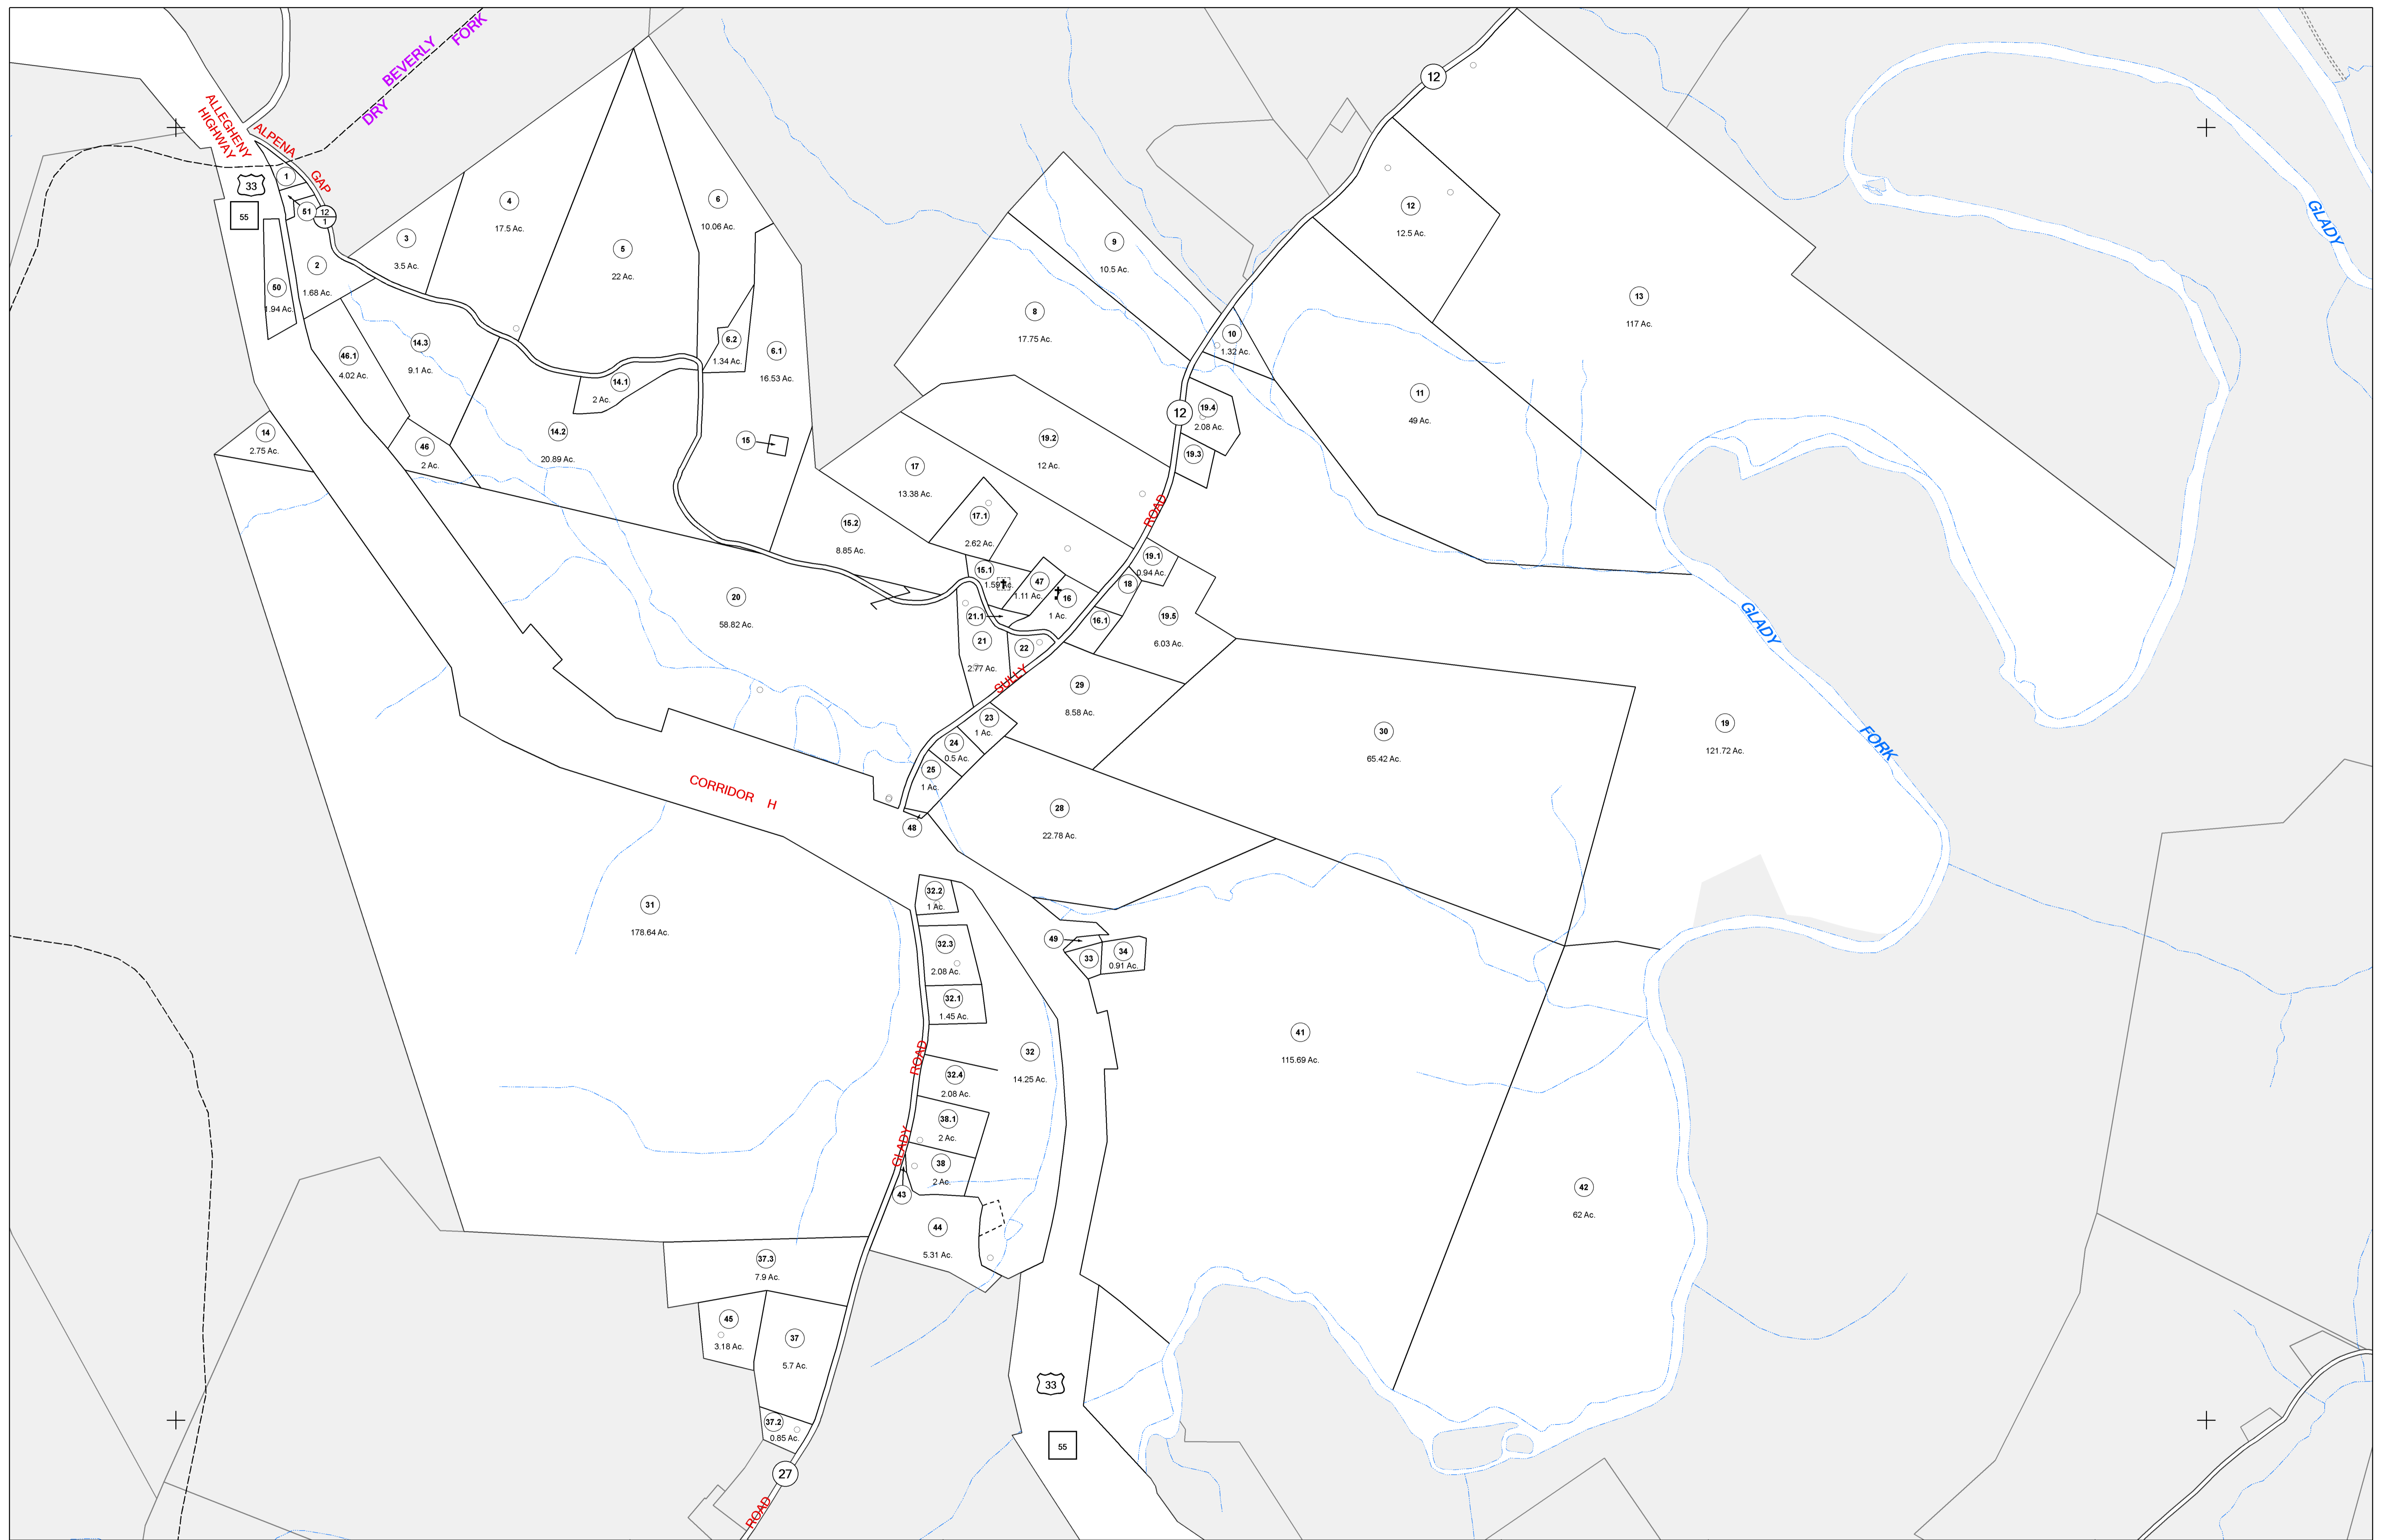 BEVERLY FORK
DRY
ALLEGHENY
HIGHWAY
ALPENA GAP
33
55
1
51
12
1
2
1.68 Ac.
50
1.94 Ac.
3
3.5 Ac.
4
17.5 Ac.
5
22 Ac.
6
10.06 Ac.
6.2
1.34 Ac.
6.1
16.53 Ac.
46.1
4.02 Ac.
14.3
9.1 Ac.
14.1
2 Ac.
14.2
20.89 Ac.
14
2.75 Ac.
46
2 Ac.
15
15.2
8.85 Ac.
12
12
12.5 Ac.
13
117 Ac.
9
10.5 Ac.
8
17.75 Ac.
10
1.32 Ac.
11
49 Ac.
12
19.4
2.08 Ac.
19.3
19.2
12 Ac.
17
13.38 Ac.
17.1
2.62 Ac.
ROAD
19.1
0.94 Ac.
18
15.1
1.59 Ac.
47
1.11 Ac.
16
1 Ac.
16.1
19.5
6.03 Ac.
21.1
21
2.77 Ac.
22
SULLY
20
58.82 Ac.
29
8.58 Ac.
23
1 Ac.
24
0.5 Ac.
25
1 Ac.
48
28
22.78 Ac.
30
65.42 Ac.
19
121.72 Ac.
GLADY
GLADY
FORK
CORRIDOR H
31
178.64 Ac.
32.2
1 Ac.
32.3
2.08 Ac.
32.1
1.45 Ac.
32
14.25 Ac.
32.4
2.08 Ac.
38.1
2 Ac.
38
2 Ac.
43
44
5.31 Ac.
ROAD
GLADY
49
33
34
0.91 Ac.
41
115.69 Ac.
42
62 Ac.
37.3
7.9 Ac.
45
3.18 Ac.
37
5.7 Ac.
37.2
0.85 Ac.
27
ROAD
33
55